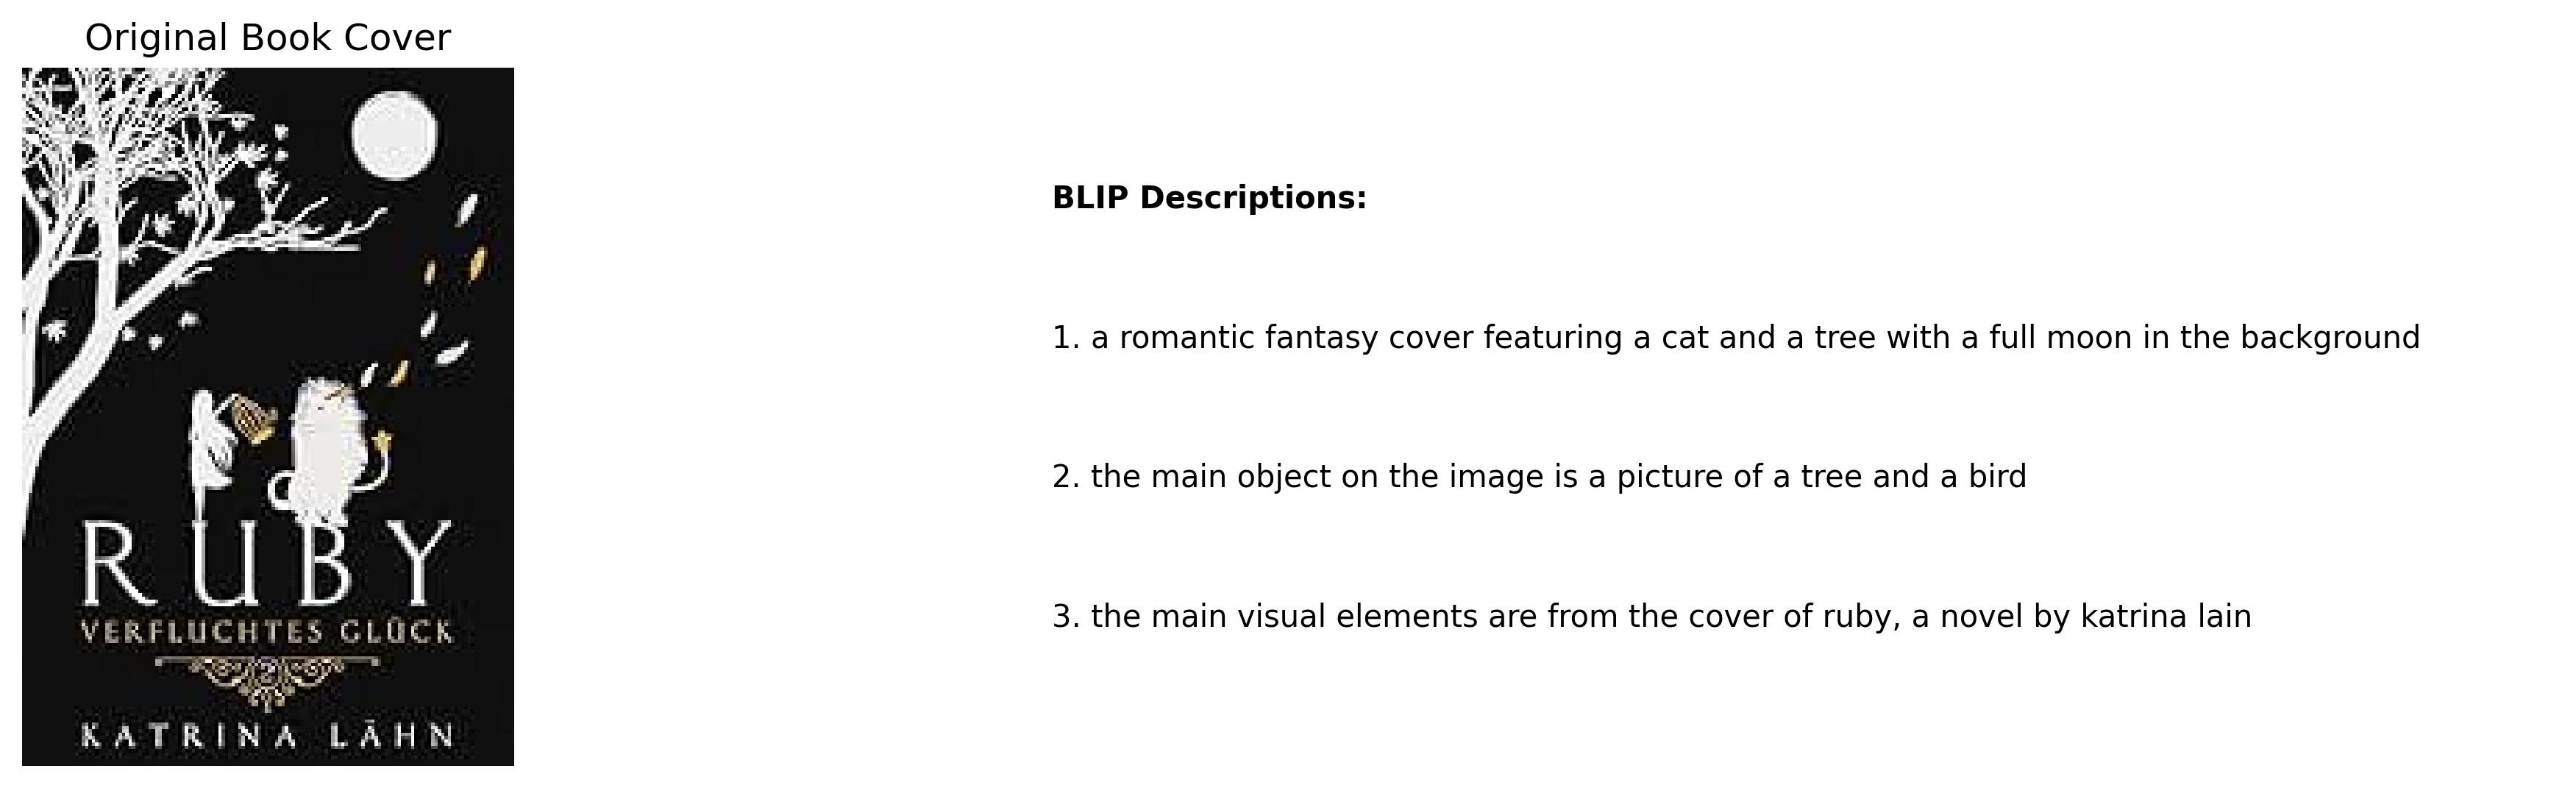 Original Book Cover
RUBY
VERFLUCHTES GLÜCK
KATRINA LÄHN
BLIP Descriptions:
1. a romantic fantasy cover featuring a cat and a tree with a full moon in the background
2. the main object on the image is a picture of a tree and a bird
3. the main visual elements are from the cover of ruby, a novel by katrina lain